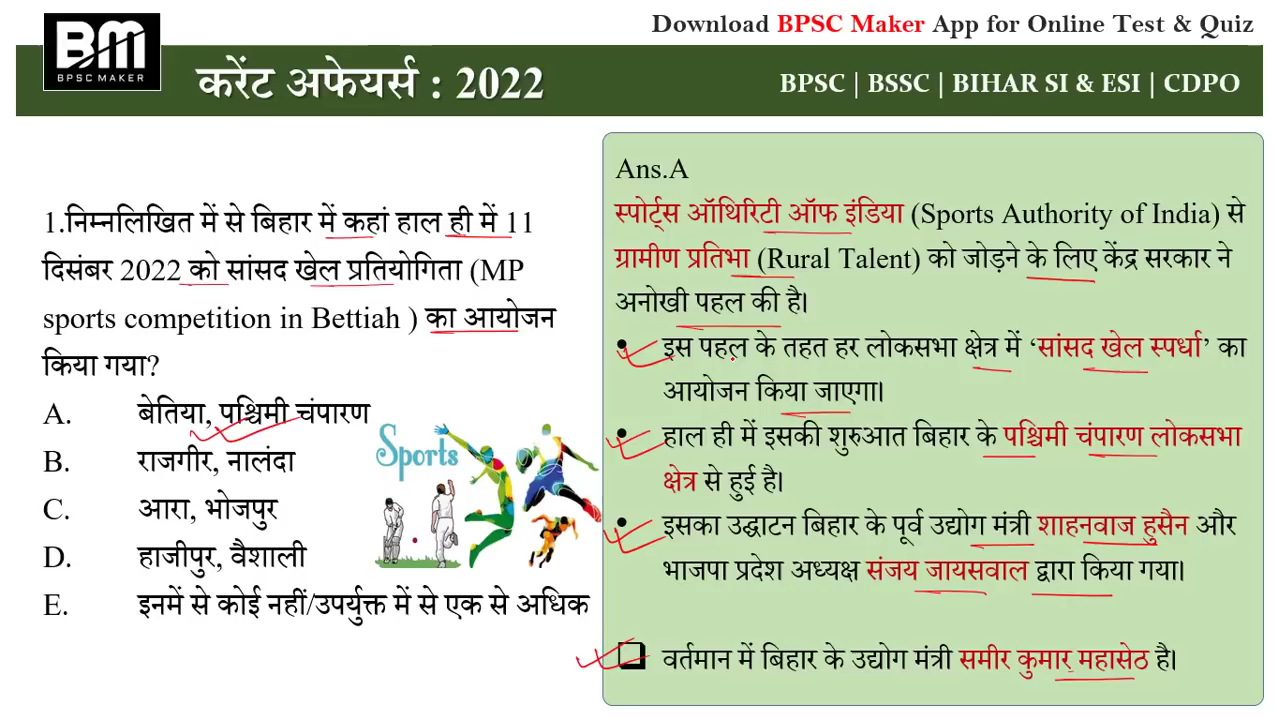 Download BPSC Maker App for Online Test & Quiz
BM
BPSC MAKER
करेंट अफेयर्स : 2022
BPSC | BSSC | BIHAR SI & ESI | CDPO
1.निम्नलिखित में से बिहार में कहां हाल ही में 11
दिसंबर 2022 को सांसद खेल प्रतियोगिता (MP
sports competition in Bettiah ) का आयोजन
किया गया?
A. बेतिया, पश्चिमी चंपारण
B. राजगीर, नालंदा
C. आरा, भोजपुर
D. हाजीपुर, वैशाली
E. इनमें से कोई नहीं/उपर्युक्त में से एक से अधिक
Sports
Ans.A
स्पोर्ट्स ऑथिरिटी ऑफ इंडिया (Sports Authority of India) से
ग्रामीण प्रतिभा (Rural Talent) को जोड़ने के लिए केंद्र सरकार ने
अनोखी पहल की है।
• इस पहल के तहत हर लोकसभा क्षेत्र में ‘सांसद खेल स्पर्धा’ का
आयोजन किया जाएगा।
• हाल ही में इसकी शुरुआत बिहार के पश्चिमी चंपारण लोकसभा
क्षेत्र से हुई है।
• इसका उद्घाटन बिहार के पूर्व उद्योग मंत्री शाहनवाज हुसैन और
भाजपा प्रदेश अध्यक्ष संजय जायसवाल द्वारा किया गया।
❑ वर्तमान में बिहार के उद्योग मंत्री समीर कुमार महासेठ है।